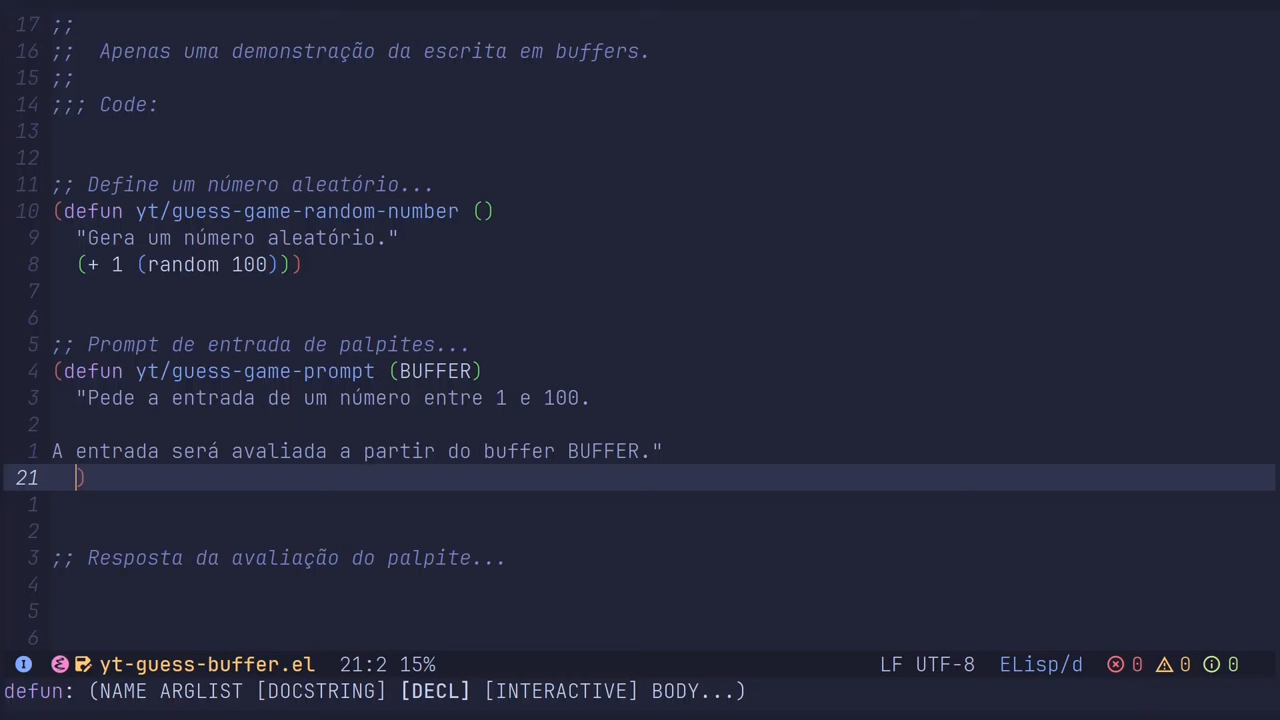 17 ;;
16 ;;  Apenas uma demonstração da escrita em buffers.
15 ;;
14 ;;; Code:
13
12
11 ;; Define um número aleatório...
10 (defun yt/guess-game-random-number ()
9   "Gera um número aleatório."
8   (+ 1 (random 100)))
7
6
5 ;; Prompt de entrada de palpites...
4 (defun yt/guess-game-prompt (BUFFER)
3   "Pede a entrada de um número entre 1 e 100.
2
1 A entrada será avaliada a partir do buffer BUFFER."
21   )
1
2
3 ;; Resposta da avaliação do palpite...
4
5
6
I yt-guess-buffer.el 21:2 15% LF UTF-8 ELisp/d 0 0 0
defun: (NAME ARGLIST [DOCSTRING] [DECL] [INTERACTIVE] BODY...)